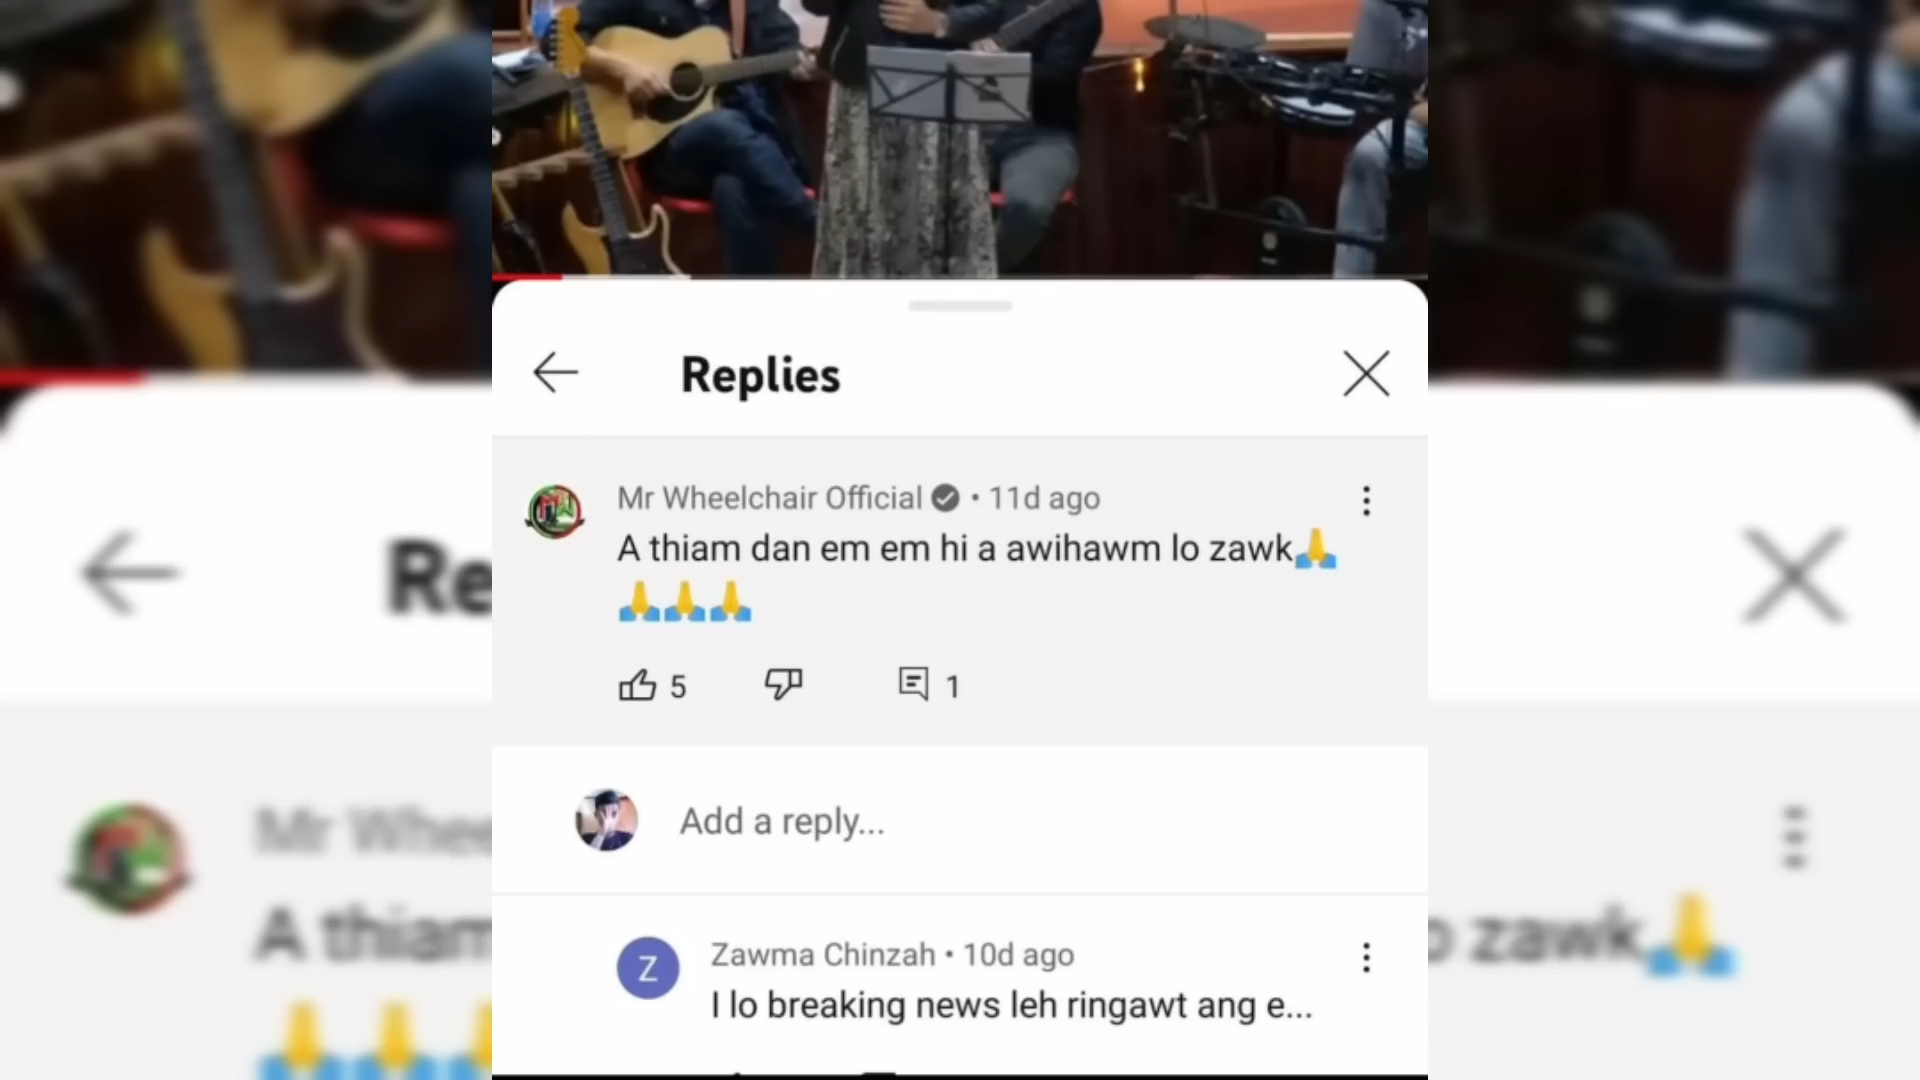 Replies
Mr Wheelchair Official • 11d ago
A thiam dan em em hi a awihawm lo zawk🙏
🙏🙏🙏
5 1
Add a reply...
Z
Zawma Chinzah • 10d ago
I lo breaking news leh ringawt ang e...